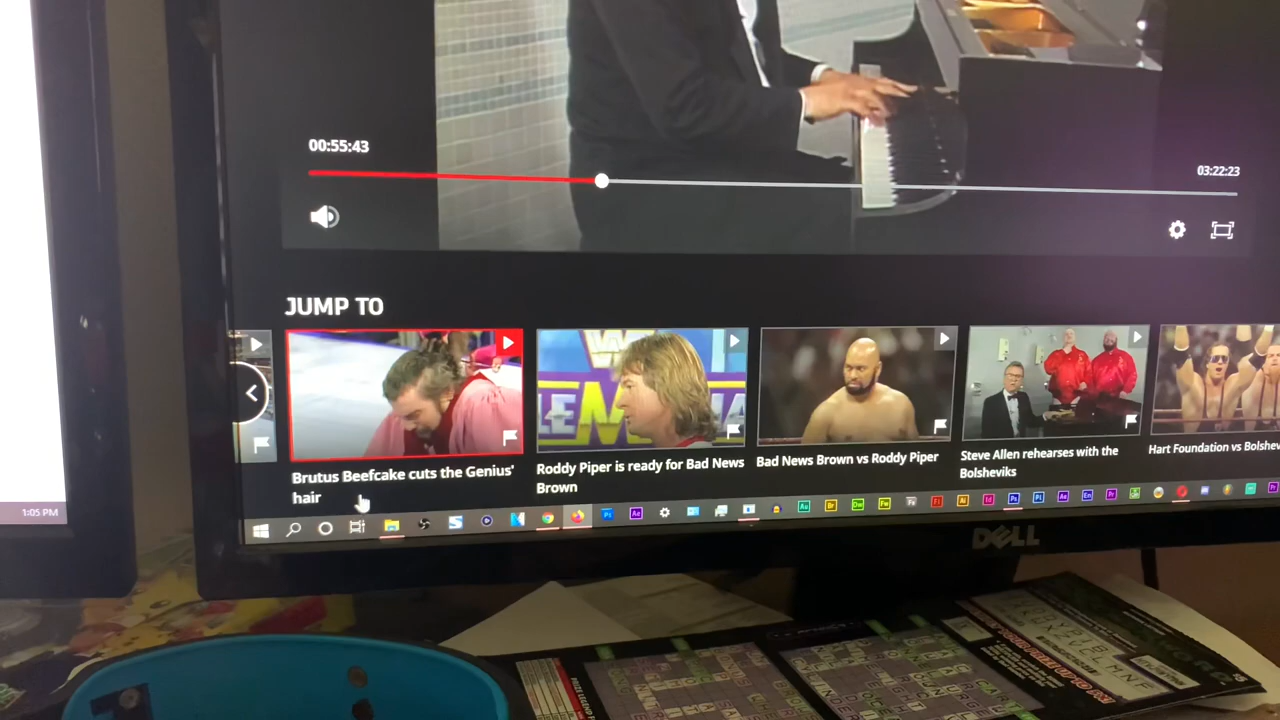 00:55:43
03:22:23
JUMP TO
Brutus Beefcake cuts the Genius'
hair
Roddy Piper is ready for Bad News
Brown
Bad News Brown vs Roddy Piper
Steve Allen rehearses with the
Bolsheviks
Hart Foundation vs Bolshev
1:05 PM
DELL